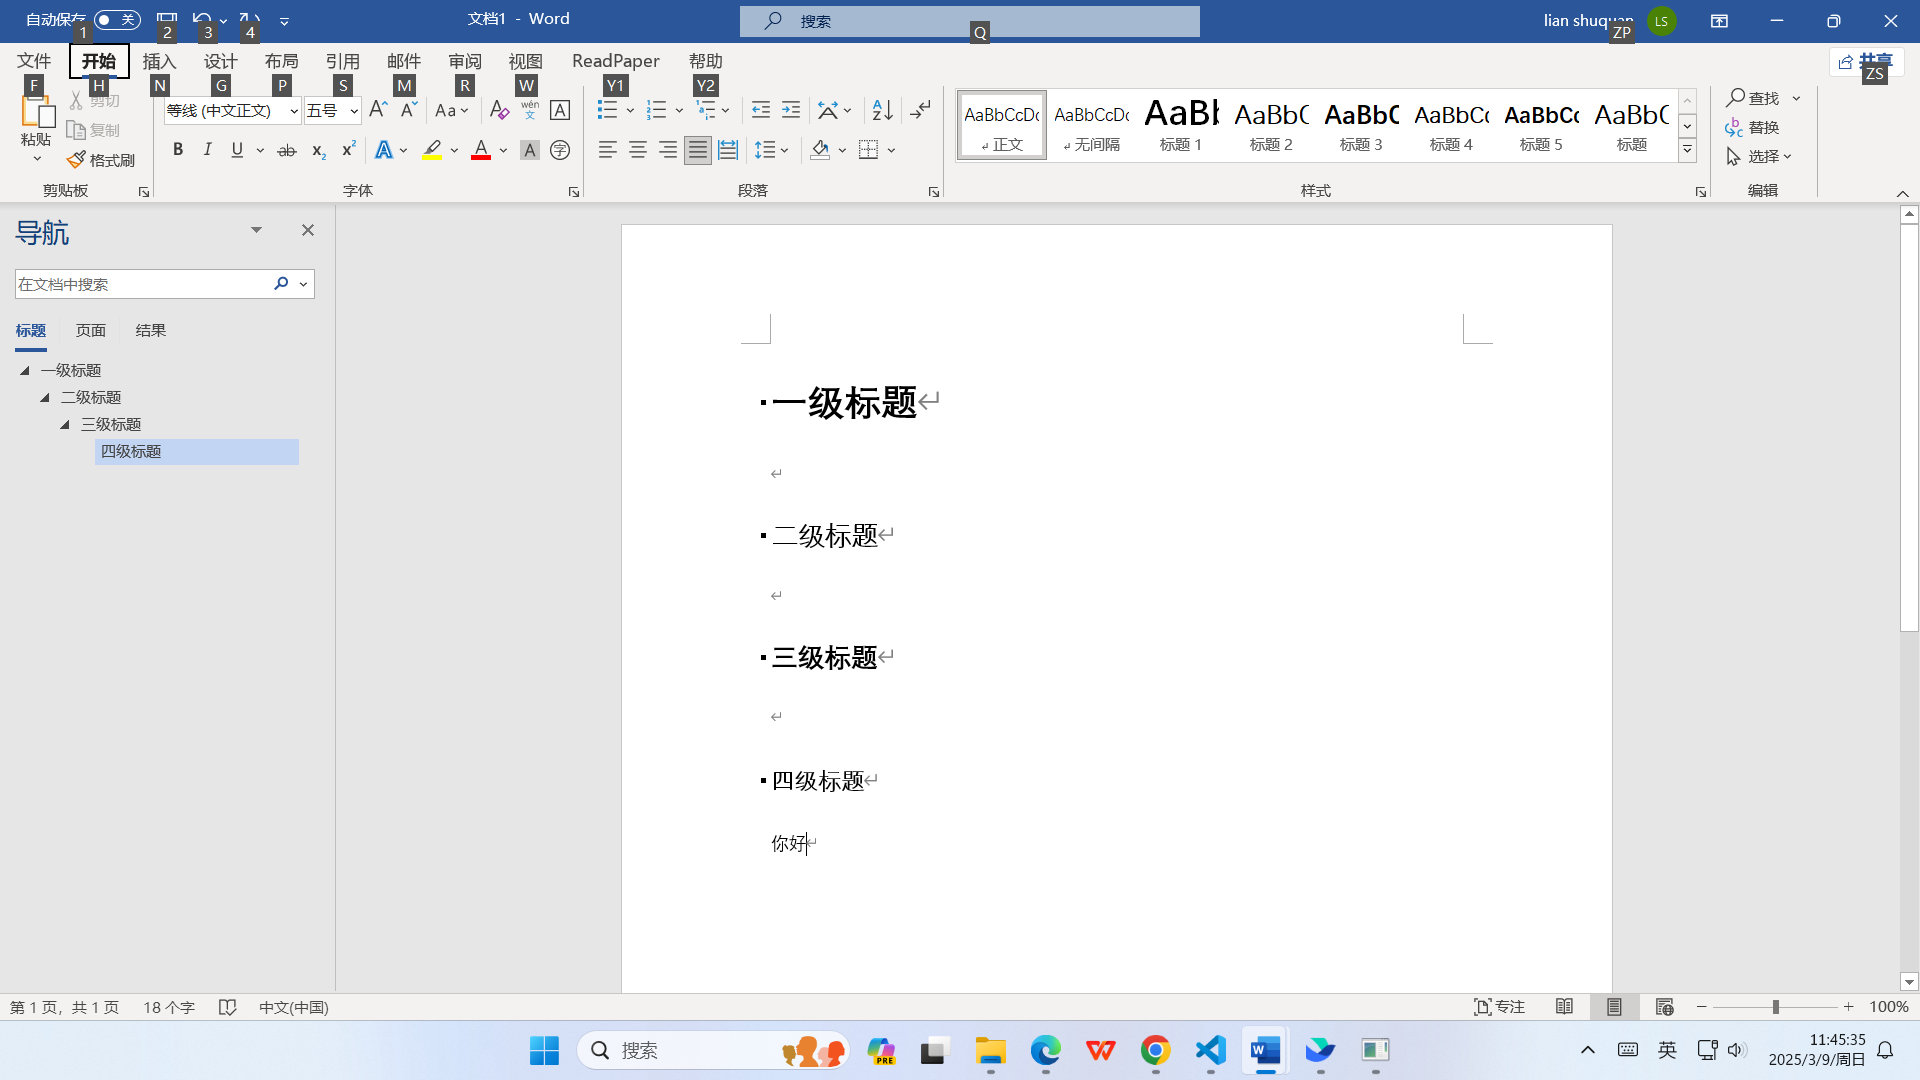 自动保存 关 文档1 - Word 搜索 lian shuquan LS
1 2 3 4 Q ZP
文件 开始 插入 设计 布局 引用 邮件 审阅 视图 ReadPaper 帮助 共享
F H N G P S M R W Y1 Y2 ZS
粘贴 剪切 复制 格式刷
剪贴板
等线 (中文正文) 五号 Aa wén 文 A
B I U ab x₂ x² A A A 字
字体
段落
AaBbCcDc AaBbCcDc AaBb AaBbC AaBbC AaBbCc AaBbCc AaBbC
正文 无间隔 标题 1 标题 2 标题 3 标题 4 标题 5 标题
样式
查找
替换
选择
编辑
导航
在文档中搜索
标题 页面 结果
一级标题
二级标题
三级标题
四级标题
一级标题
二级标题
三级标题
四级标题
你好
第 1 页，共 1 页 18 个字 中文(中国) 专注 100%
搜索 PRE 英 11:45:35
2025/3/9/周日